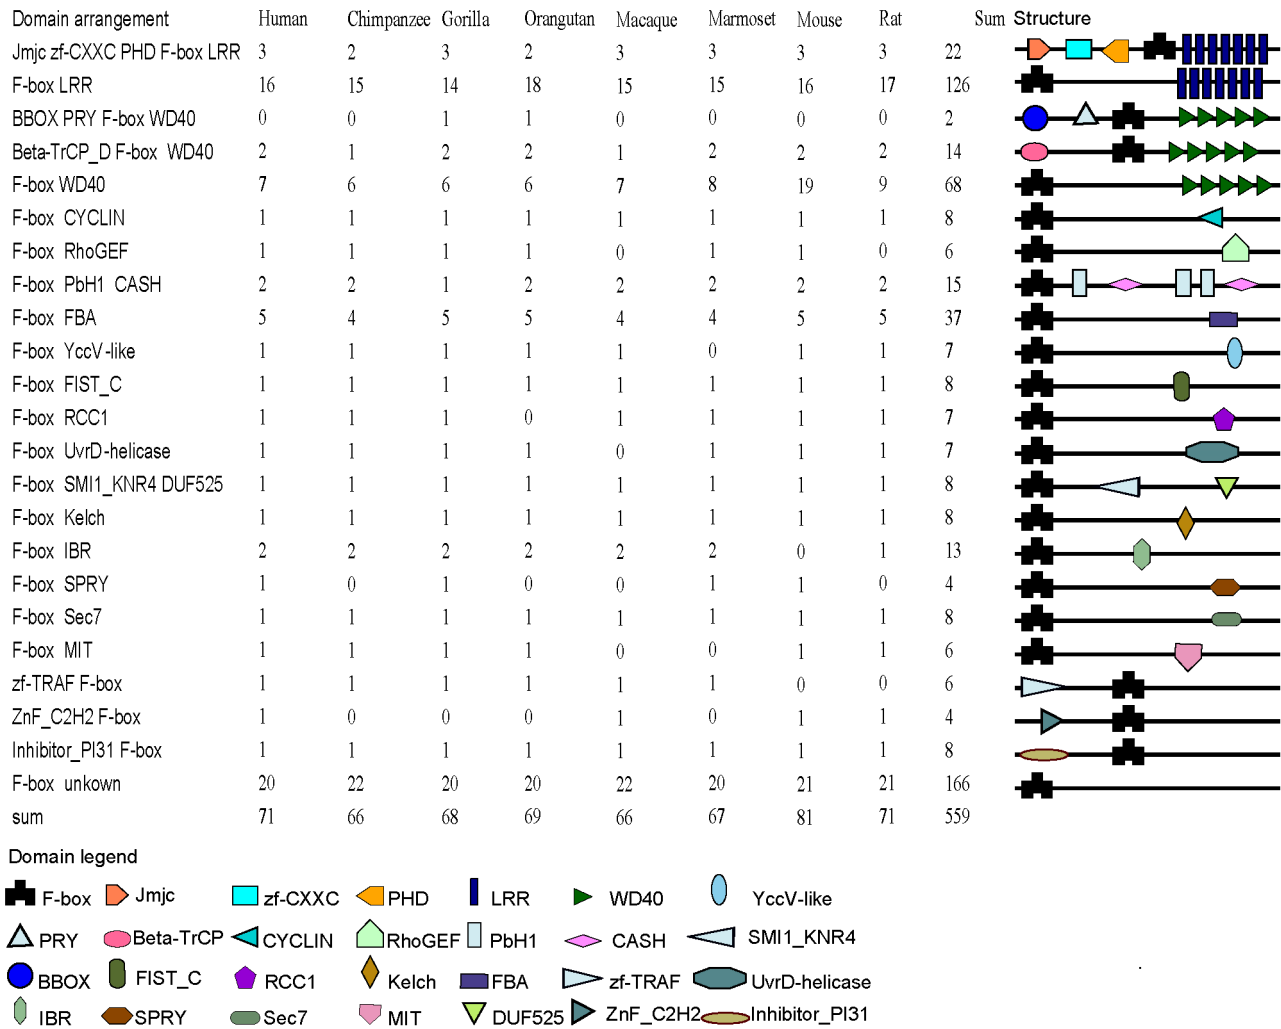 Domain arrangement Human Chimpanzee Gorilla Orangutan Macaque Marmoset Mouse Rat Sum Structure
Jmjc zf-CXXC PHD F-box LRR 3 2 3 2 3 3 3 3 22
F-box LRR 16 15 14 18 15 15 16 17 126
BBOX PRY F-box WD40 0 0 1 1 0 0 0 0 2
Beta-TrCP_D F-box WD40 2 1 2 2 1 2 2 2 14
F-box WD40 7 6 6 6 7 8 19 9 68
F-box CYCLIN 1 1 1 1 1 1 1 1 8
F-box RhoGEF 1 1 1 1 0 1 1 0 6
F-box PbH1 CASH 2 2 1 2 2 2 2 2 15
F-box FBA 5 4 5 5 4 4 5 5 37
F-box YccV-like 1 1 1 1 1 0 1 1 7
F-box FIST_C 1 1 1 1 1 1 1 1 8
F-box RCC1 1 1 1 0 1 1 1 1 7
F-box UvrD-helicase 1 1 1 1 0 1 1 1 7
F-box SMI1_KNR4 DUF525 1 1 1 1 1 1 1 1 8
F-box Kelch 1 1 1 1 1 1 1 1 8
F-box IBR 2 2 2 2 2 2 0 1 13
F-box SPRY 1 0 1 0 0 1 1 0 4
F-box Sec7 1 1 1 1 1 1 1 1 8
F-box MIT 1 1 1 1 0 0 1 1 6
zf-TRAF F-box 1 1 1 1 1 1 0 0 6
ZnF_C2H2 F-box 1 0 0 0 1 0 1 1 4
Inhibitor_PI31 F-box 1 1 1 1 1 1 1 1 8
F-box unkown 20 22 20 20 22 20 21 21 166
sum 71 66 68 69 66 67 81 71 559
Domain legend
F-box Jmjc zf-CXXC PHD LRR WD40 YccV-like
PRY Beta-TrCP CYCLIN RhoGEF PbH1 CASH SMI1_KNR4
BBOX FIST_C RCC1 Kelch FBA zf-TRAF UvrD-helicase
IBR SPRY Sec7 MIT DUF525 ZnF_C2H2 Inhibitor_PI31